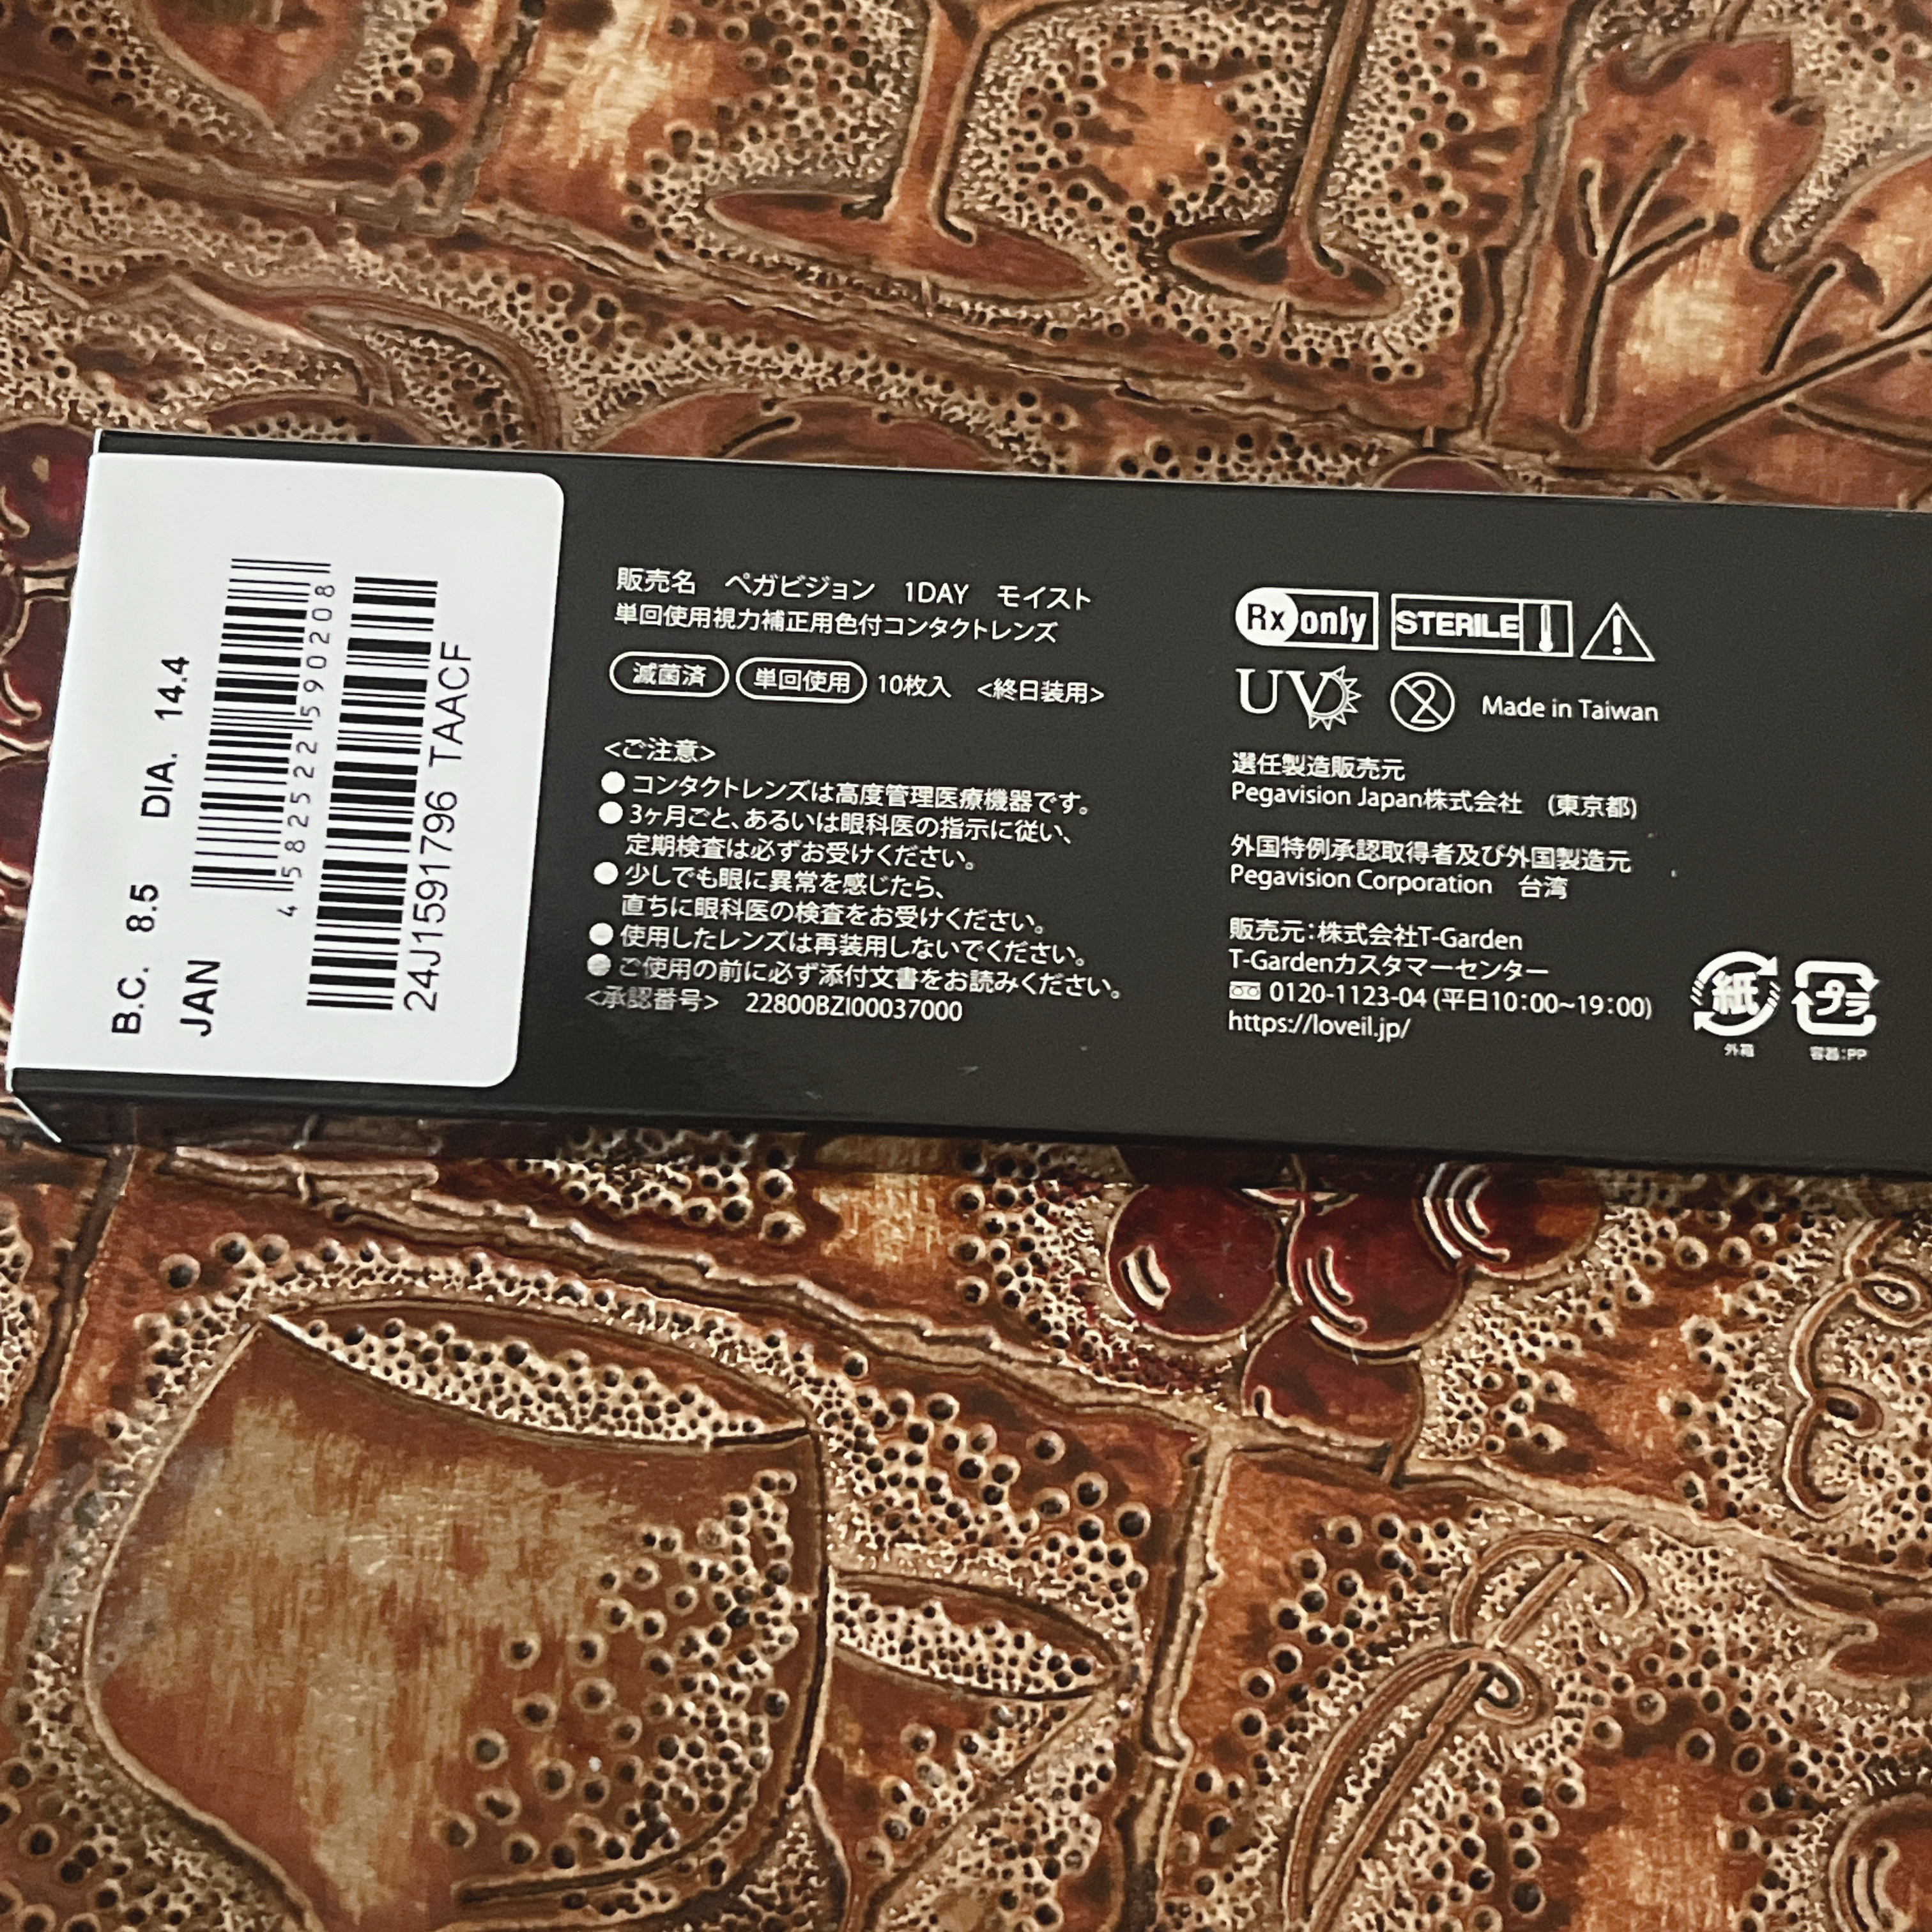 B.C. 8.5 DIA. 14.4
JAN
4582522590208
24J1591796 TAACF
販売名 ペガビジョン 1DAY モイスト
単回使用視力補正用色付コンタクトレンズ
滅菌済 単回使用 10枚入 <終日装用>
<ご注意>
●コンタクトレンズは高度管理医療機器です。
●3ヶ月ごと、あるいは眼科医の指示に従い、
定期検査は必ずお受けください。
●少しでも眼に異常を感じたら、
直ちに眼科医の検査をお受けください。
●使用したレンズは再装用しないでください。
●ご使用の前に必ず添付文書をお読みください。
<承認番号> 22800BZI00037000
Rx only STERILE
UV 2 Made in Taiwan
選任製造販売元
Pegavision Japan株式会社 (東京都)
外国特例承認取得者及び外国製造元
Pegavision Corporation 台湾
販売元:株式会社T-Garden
T-Gardenカスタマーセンター
0120-1123-04 (平日10:00~19:00)
https://loveil.jp/
紙 プラ
外箱 容器:PP